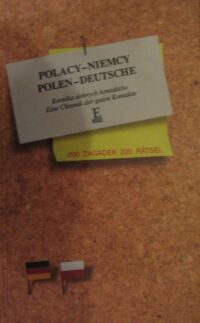 POLACY–NIEMCY
POLEN–DEUTSCHE
Kronika dobrych kontaktów
Eine Chronik der guten Kontakte
200 ZAGADEK 200 RÄTSEL